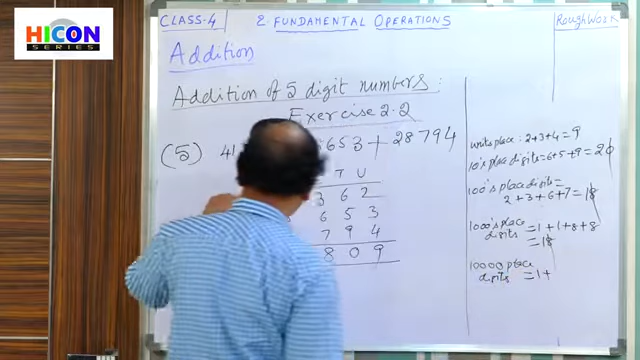 HICON
SERIES
CLASS-4
2. FUNDAMENTAL OPERATIONS
RoughWork
Addition
Addition of 5 digit numbers :
Exercise 2.2
(5) 41 653 + 28794
T U
3 6 2
6 5 3
7 9 4
8 0 9
units place : 2+3+4=9
10's place digits=6+5+9=20
100's place digits=
2+3+6+7=18
1000's place
digits =1+1+8+8
=18
10000 place
digits =1+